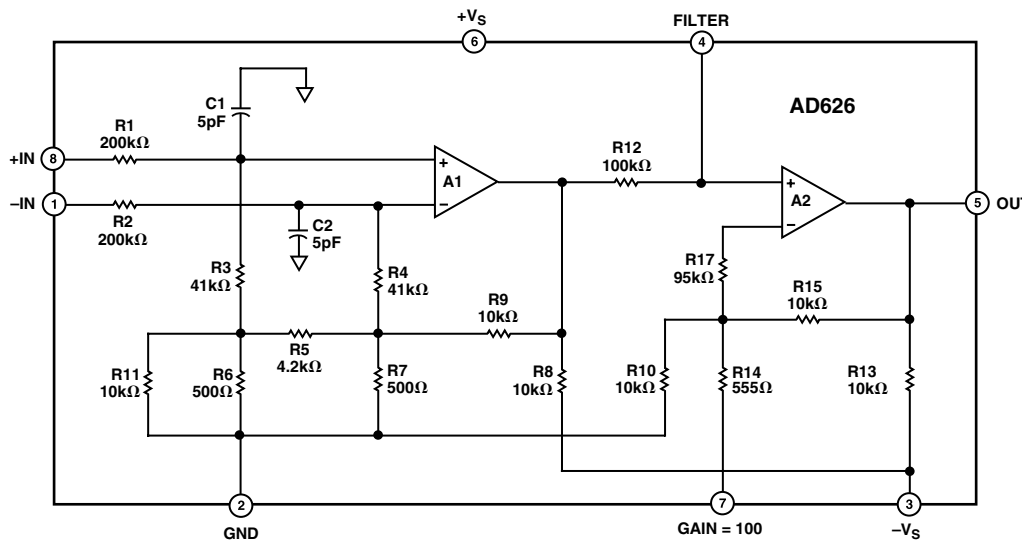 +VS
6
FILTER
4
AD626
C1
5pF
R1
200kΩ
+IN
8
R12
100kΩ
+
A1
−
+
A2
−
–IN
1
5
OUT
R2
200kΩ
C2
5pF
R3
41kΩ
R4
41kΩ
R17
95kΩ
R9
10kΩ
R15
10kΩ
R5
4.2kΩ
R11
10kΩ
R6
500Ω
R7
500Ω
R8
10kΩ
R10
10kΩ
R14
555Ω
R13
10kΩ
2
GND
7
GAIN = 100
3
–VS